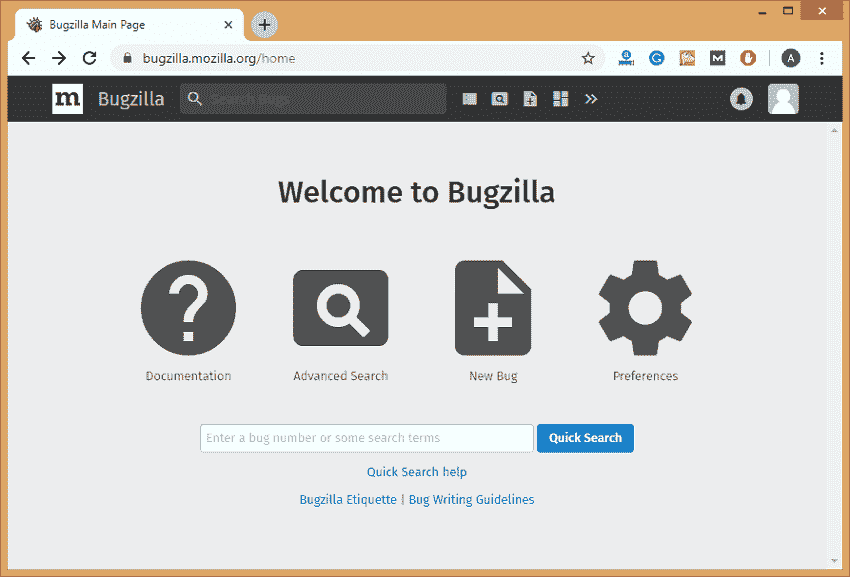 Bugzilla Main Page
bugzilla.mozilla.org/home
A
m Bugzilla Search Bugs
Welcome to Bugzilla
Documentation Advanced Search New Bug Preferences
Enter a bug number or some search terms Quick Search
Quick Search help
Bugzilla Etiquette | Bug Writing Guidelines